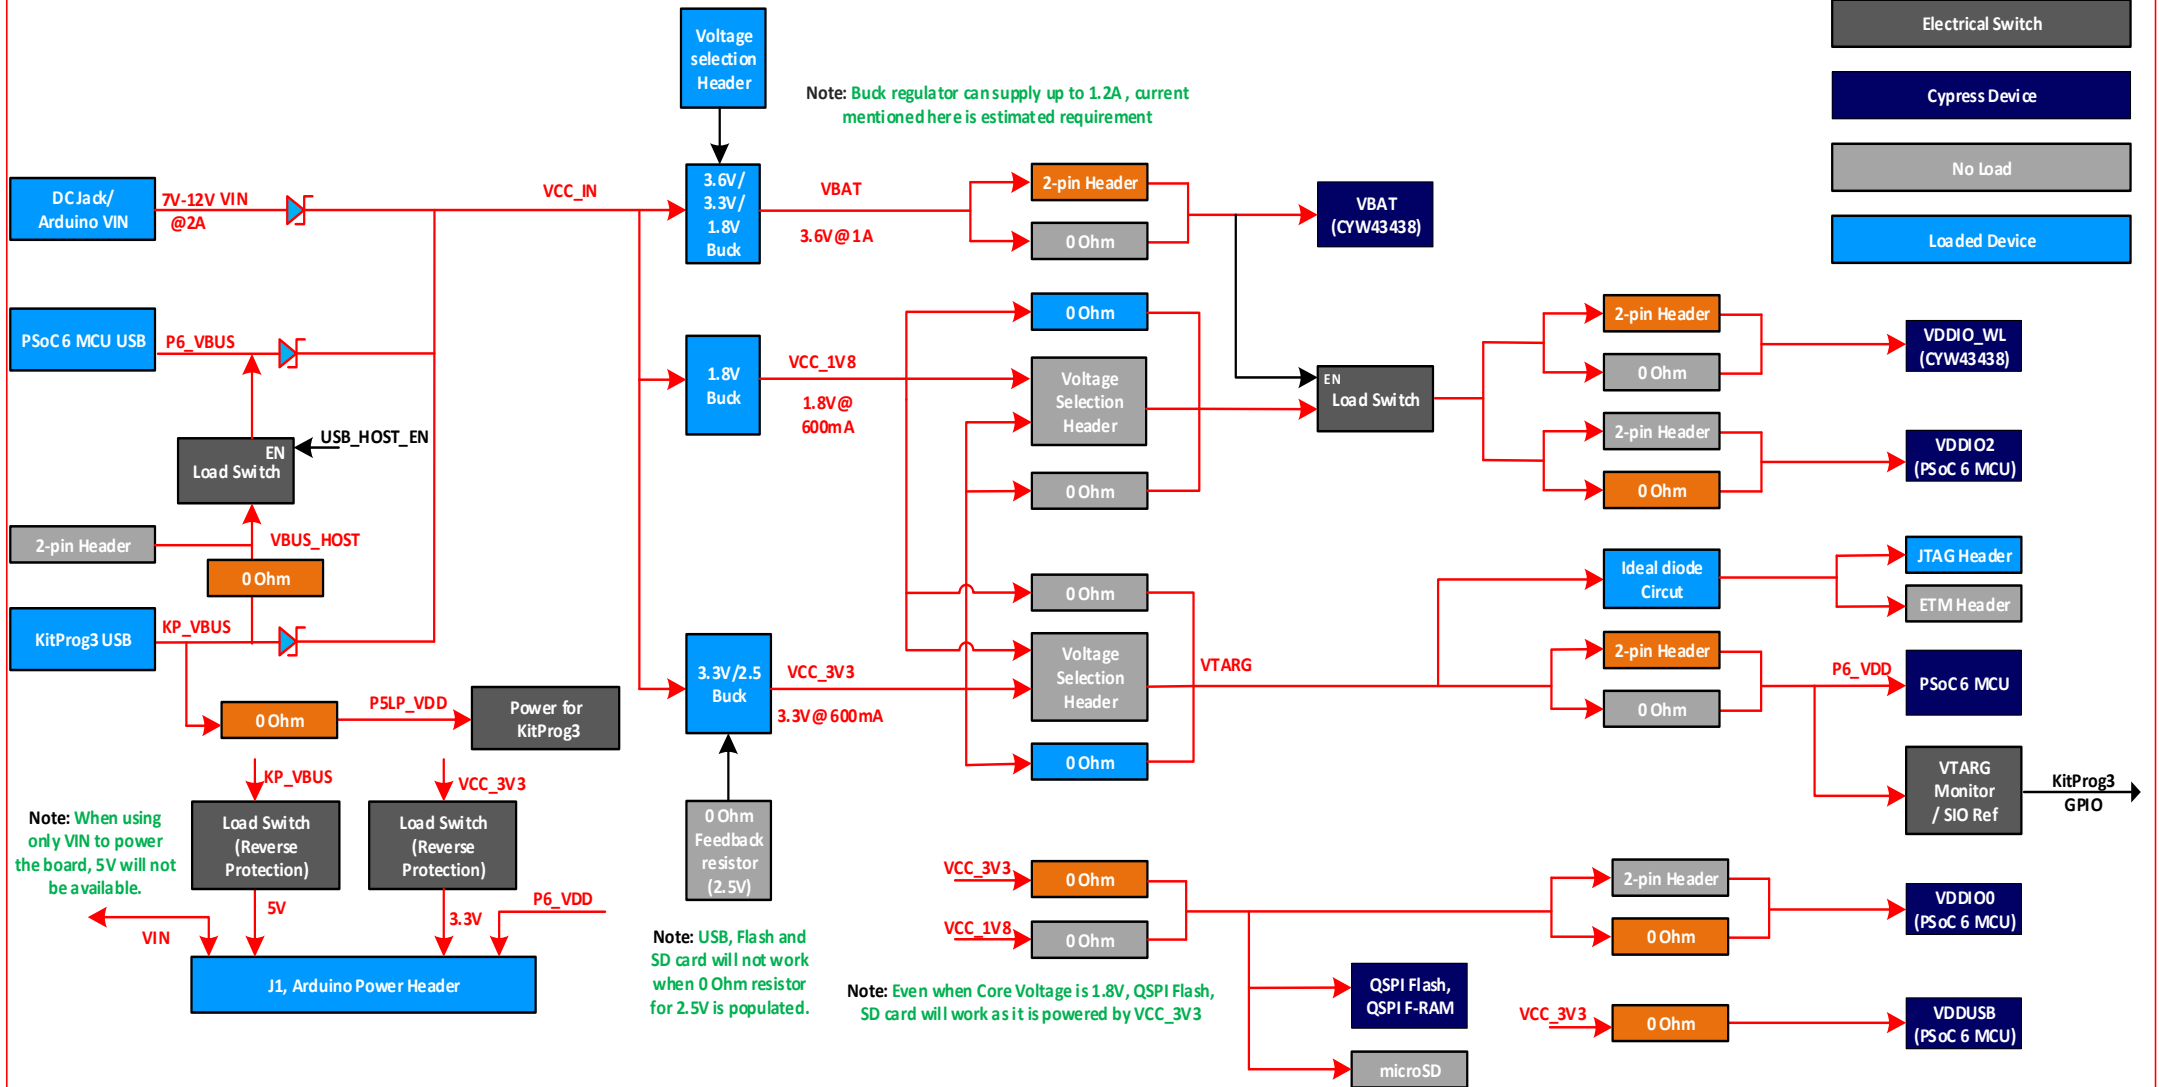 Voltage
selection
Header
Electrical Switch
Cypress Device
No Load
Loaded Device
Note: Buck regulator can supply up to 1.2A , current
mentioned here is estimated requirement
DC Jack/
Arduino VIN
7V-12V VIN
@2A
VCC_IN
3.6V/
3.3V/
1.8V
Buck
VBAT
3.6V@ 1A
2-pin Header
0 Ohm
VBAT
(CYW43438)
PSoC 6 MCU USB
P6_VBUS
1.8V
Buck
VCC_1V8
1.8V@
600mA
0 Ohm
Voltage
Selection
Header
0 Ohm
EN
Load Switch
2-pin Header
0 Ohm
VDDIO_WL
(CYW43438)
2-pin Header
0 Ohm
VDDIO2
(PSoC 6 MCU)
USB_HOST_EN
EN
Load Switch
2-pin Header
VBUS_HOST
0 Ohm
KitProg3 USB
KP_VBUS
0 Ohm
P5LP_VDD
Power for
KitProg3
3.3V/2.5
Buck
VCC_3V3
3.3V@ 600mA
0 Ohm
Voltage
Selection
Header
0 Ohm
VTARG
Ideal diode
Circut
JTAG Header
ETM Header
2-pin Header
0 Ohm
P6_VDD
PSoC 6 MCU
VTARG
Monitor
/ SIO Ref
KitProg3
GPIO
KP_VBUS
VCC_3V3
Note: When using
only VIN to power
the board, 5V will not
be available.
Load Switch
(Reverse
Protection)
Load Switch
(Reverse
Protection)
0 Ohm
Feedback
resistor
(2.5V)
VIN
5V
3.3V
P6_VDD
J1, Arduino Power Header
Note: USB, Flash and
SD card will not work
when 0 Ohm resistor
for 2.5V is populated.
VCC_3V3
0 Ohm
VCC_1V8
0 Ohm
Note: Even when Core Voltage is 1.8V, QSPI Flash,
SD card will work as it is powered by VCC_3V3
QSPI Flash,
QSPI F-RAM
microSD
2-pin Header
0 Ohm
VDDIO0
(PSoC 6 MCU)
VCC_3V3
0 Ohm
VDDUSB
(PSoC 6 MCU)